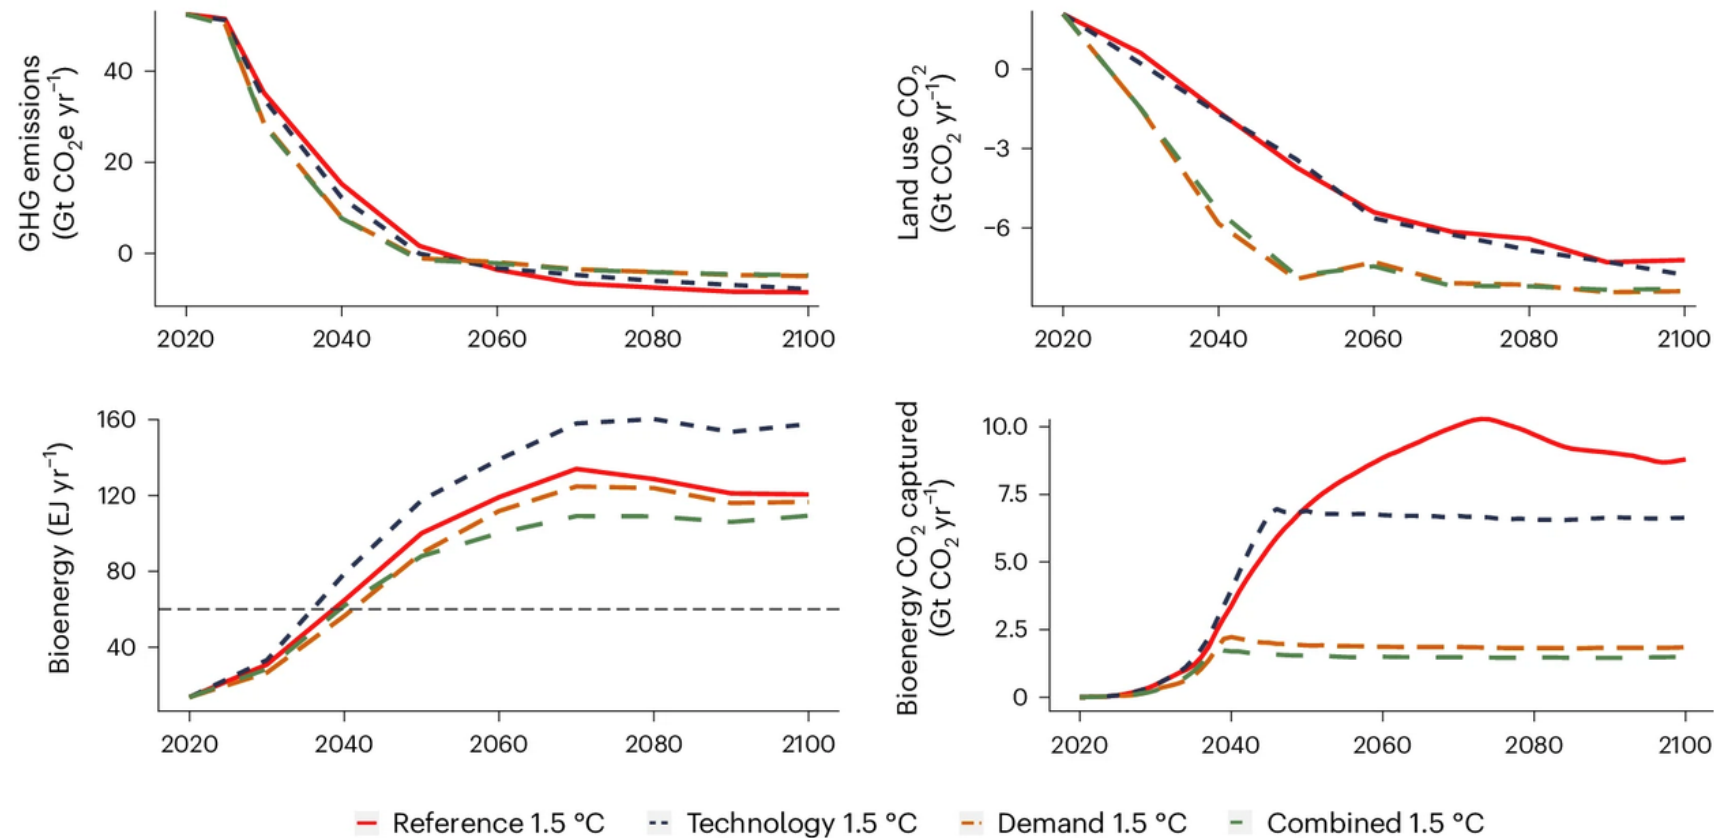 GHG emissions
(Gt CO₂e yr⁻¹)
40
20
0
2020 2040 2060 2080 2100
Land use CO₂
(Gt CO₂ yr⁻¹)
0
−3
−6
2020 2040 2060 2080 2100
Bioenergy (EJ yr⁻¹)
160
120
80
40
2020 2040 2060 2080 2100
Bioenergy CO₂ captured
(Gt CO₂ yr⁻¹)
10.0
7.5
5.0
2.5
0
2020 2040 2060 2080 2100
Reference 1.5 °C Technology 1.5 °C Demand 1.5 °C Combined 1.5 °C